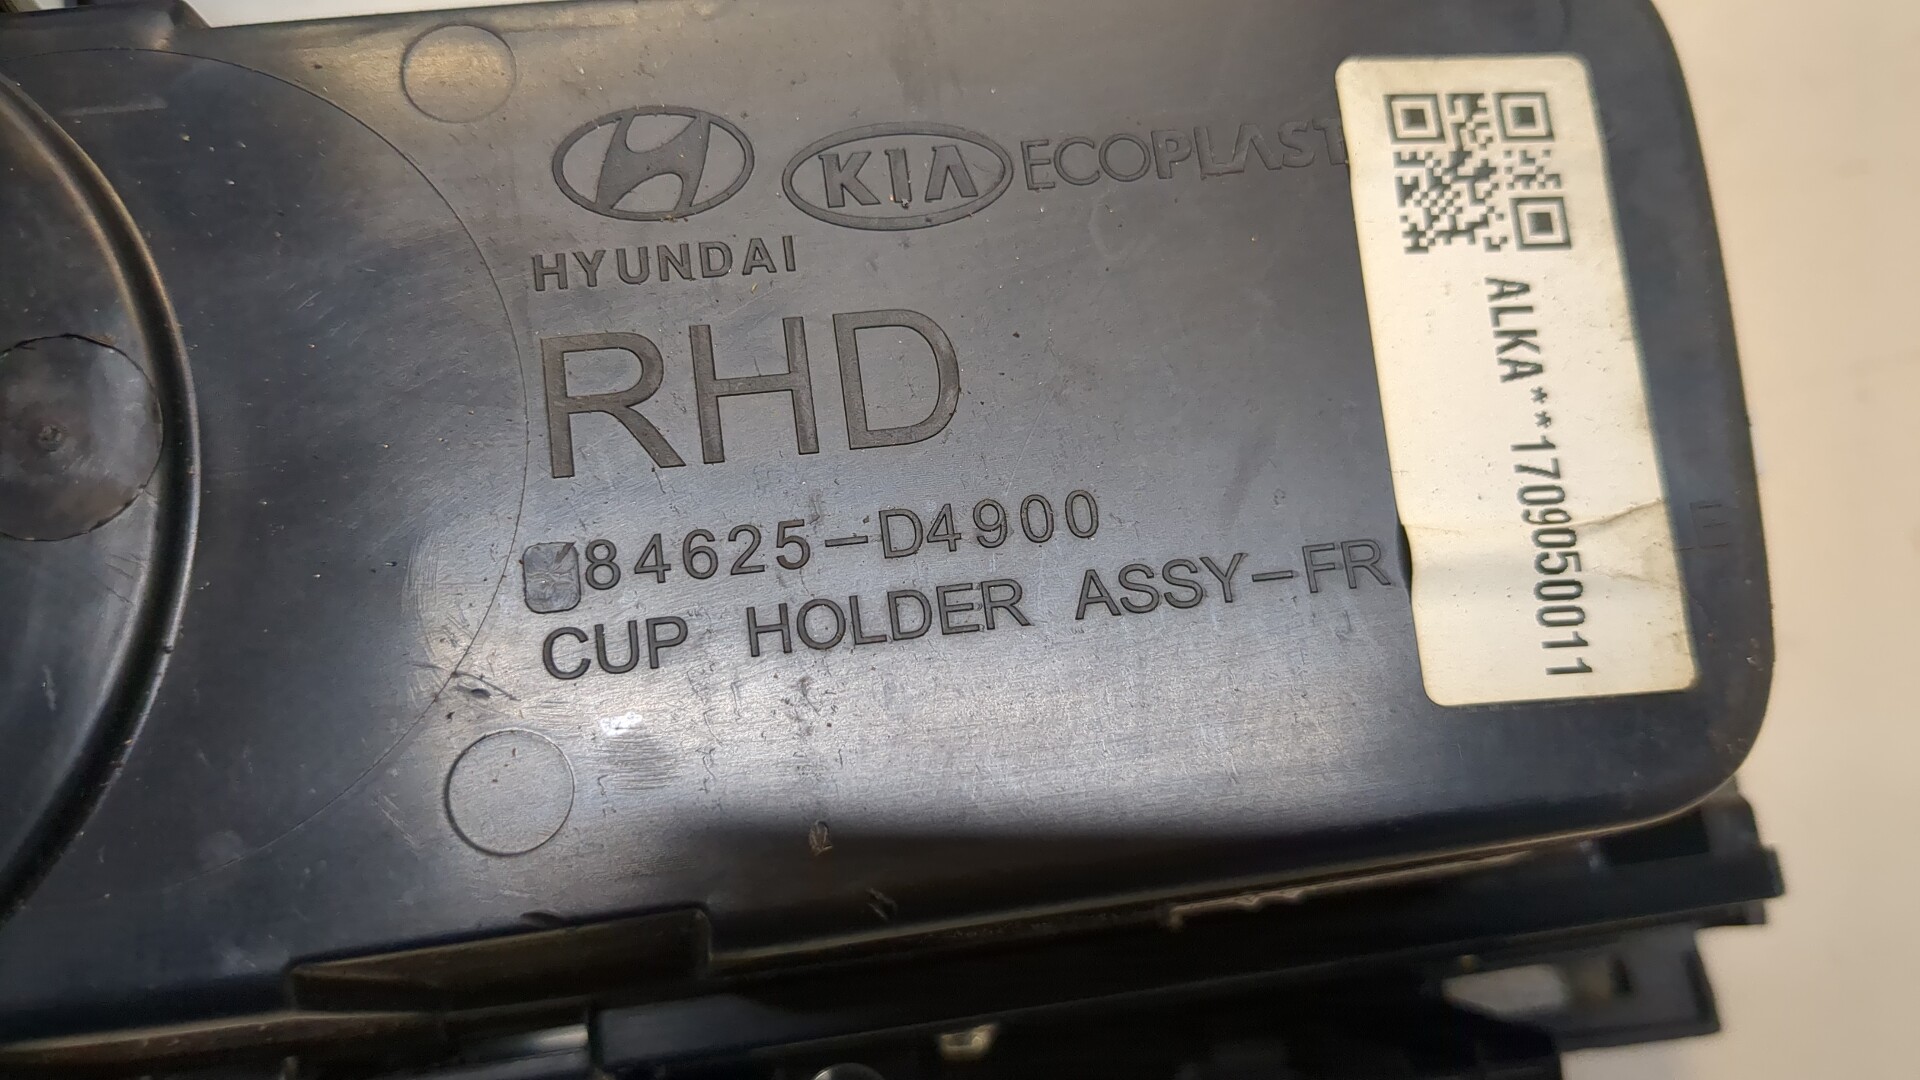 KIA ECOPLAST
HYUNDAI
RHD
84625-D4900
CUP HOLDER ASSY-FR
ALKA**1709050011